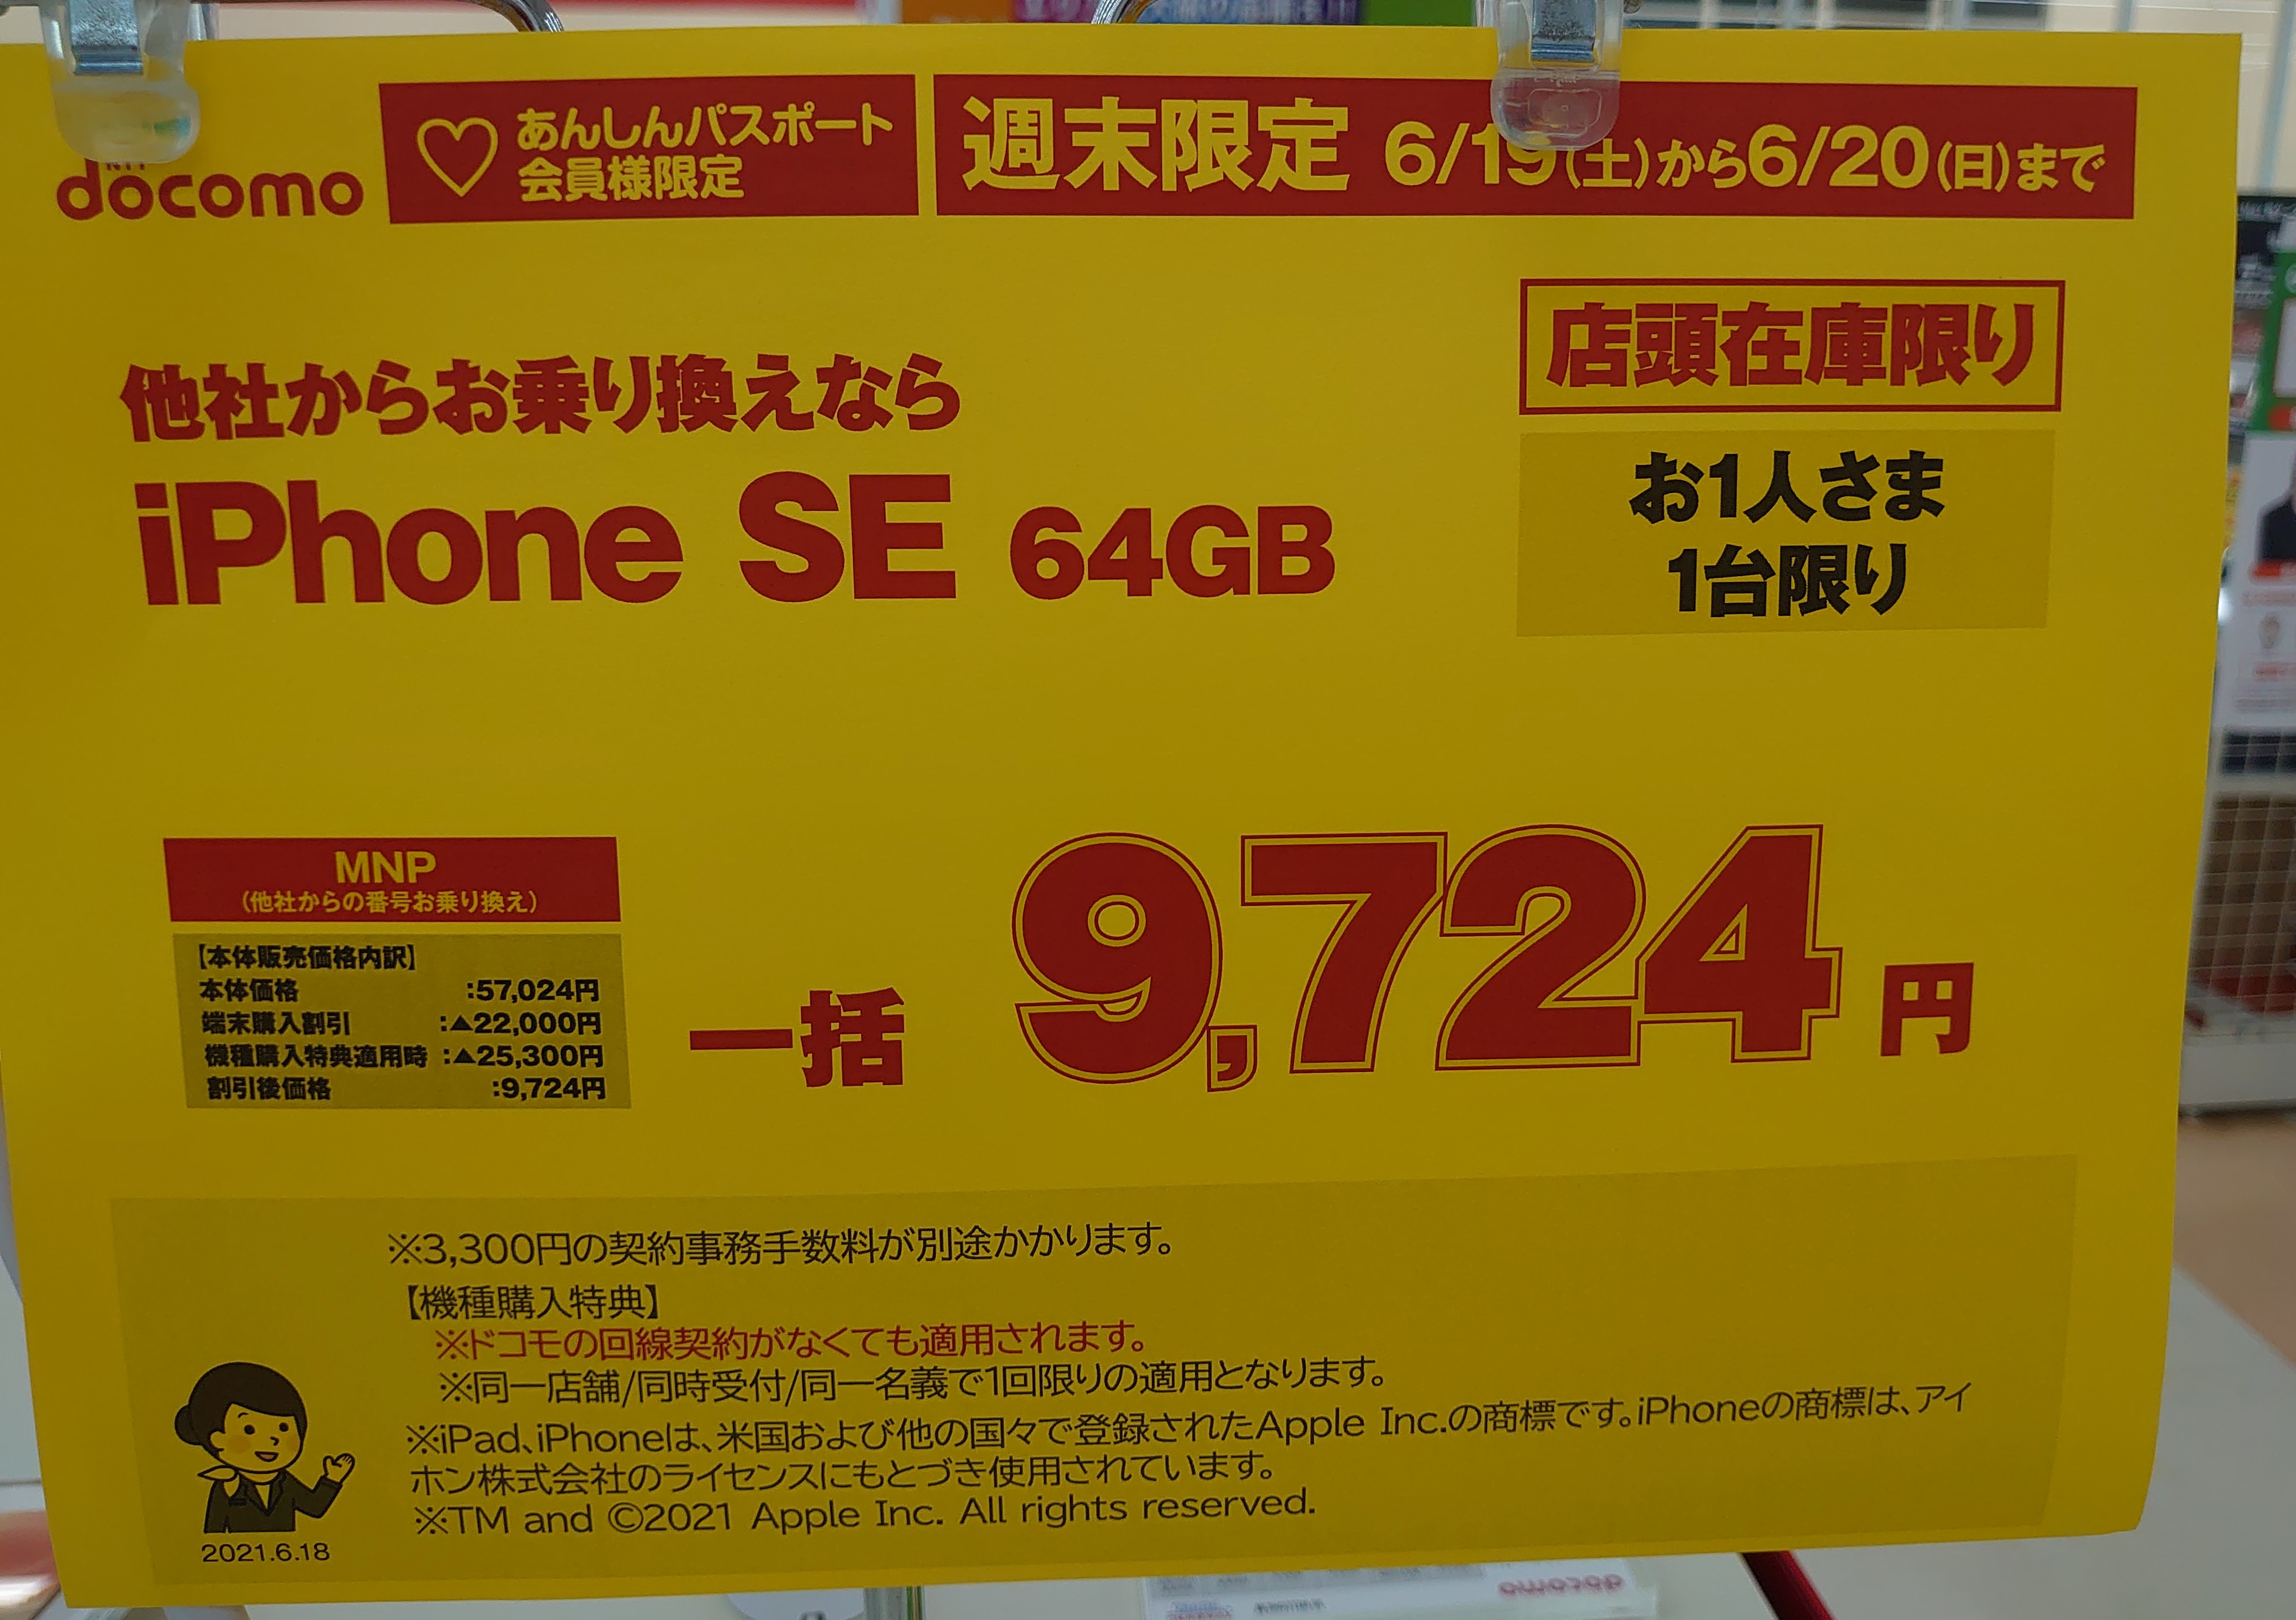 docomo
あんしんパスポート
会員様限定
週末限定 6/19(土)から6/20(日)まで
店頭在庫限り
お1人さま
1台限り
他社からお乗り換えなら
iPhone SE 64GB
MNP
(他社からの番号お乗り換え)
【本体販売価格内訳】
本体価格 :57,024円
端末購入割引 :▲22,000円
機種購入特典適用時 :▲25,300円
割引後価格 :9,724円
一括 9,724円
※3,300円の契約事務手数料が別途かかります。
【機種購入特典】
※ドコモの回線契約がなくても適用されます。
※同一店舗/同時受付/同一名義で1回限りの適用となります。
※iPad、iPhoneは、米国および他の国々で登録されたApple Inc.の商標です。iPhoneの商標は、アイ
ホン株式会社のライセンスにもとづき使用されています。
※TM and ©2021 Apple Inc. All rights reserved.
2021.6.18
docomo